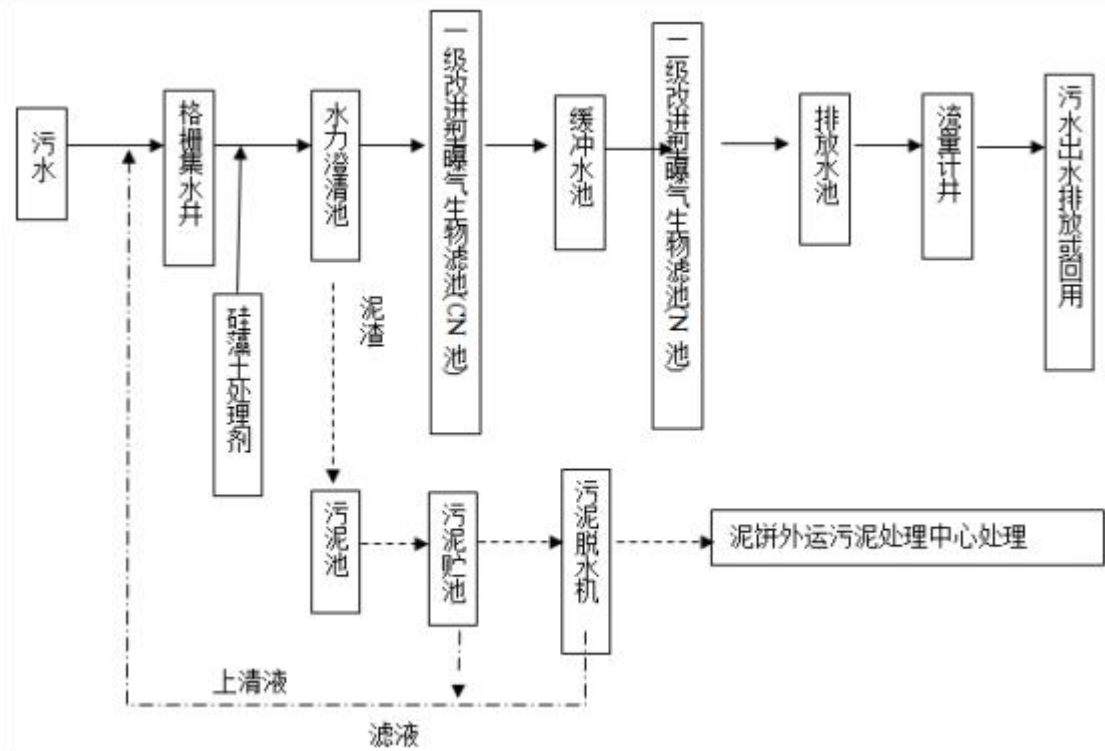 污水
格栅集水井
硅藻土处理剂
水力澄清池
一级改进型曝气生物滤池(CN 池)
缓冲水池
二级改进型曝气生物滤池(N 池)
排放水池
流量计井
污水出水排放或回用
泥渣
污泥池
污泥贮池
污泥脱水机
泥饼外运污泥处理中心处理
上清液
滤液